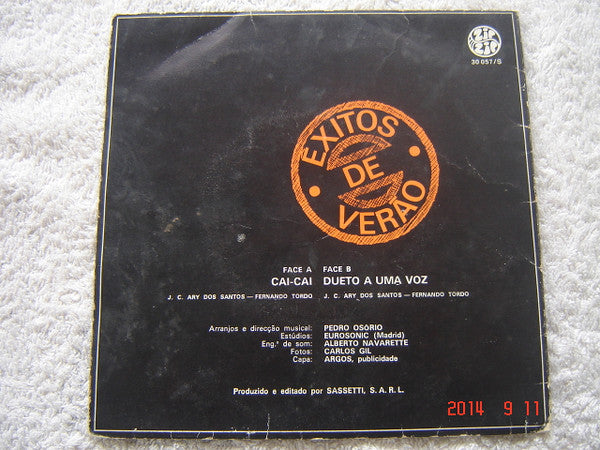 ZIP
ZIP
30 057/S
ÊXITOS
DE
VERÃO
FACE A FACE B
CAI-CAI DUETO A UMA VOZ
J. C. ARY DOS SANTOS — FERNANDO TORDO J. C. ARY DOS SANTOS — FERNANDO TORDO
Arranjos e direcção musical: PEDRO OSORIO
Estúdios: EUROSONIC (Madrid)
Eng.º de som: ALBERTO NAVARETTE
Fotos: CARLOS GIL
Capa: ARGOS, publicidade
Produzido e editado por SASSETTI, S. A. R. L.
2014 9 11